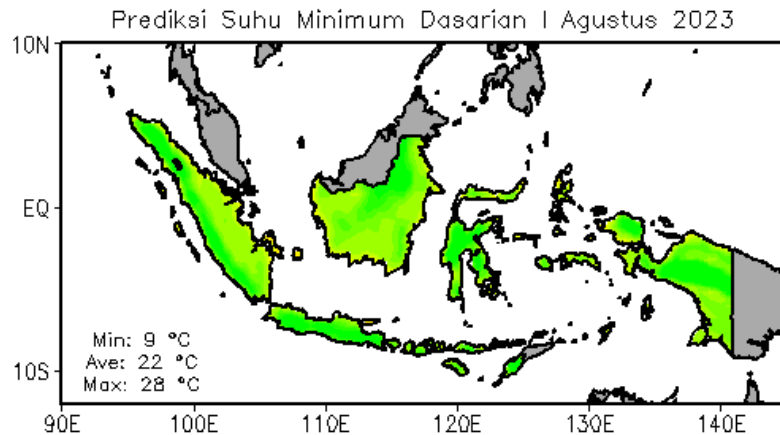 Prediksi Suhu Minimum Dasarian I Agustus 2023
10N
EQ
10S
Min: 9 °C
Ave: 22 °C
Max: 28 °C
90E 100E 110E 120E 130E 140E